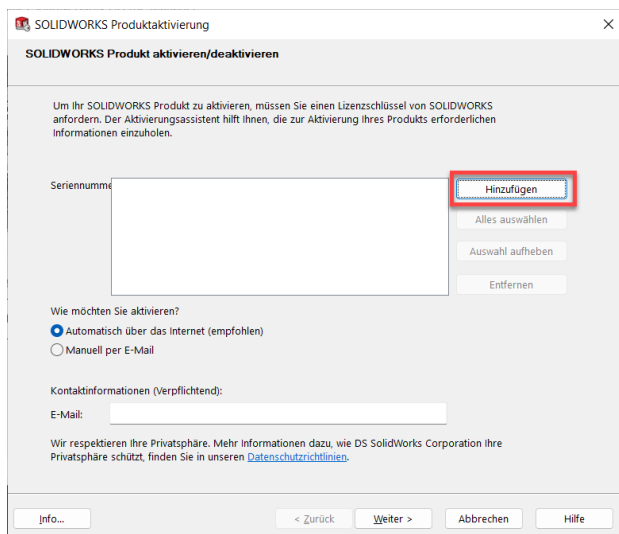 SOLIDWORKS Produktaktivierung
SOLIDWORKS Produkt aktivieren/deaktivieren
Um Ihr SOLIDWORKS Produkt zu aktivieren, müssen Sie einen Lizenzschlüssel von SOLIDWORKS
anfordern. Der Aktivierungsassistent hilft Ihnen, die zur Aktivierung Ihres Produkts erforderlichen
Informationen einzuholen.
Seriennumme
Hinzufügen
Alles auswählen
Auswahl aufheben
Entfernen
Wie möchten Sie aktivieren?
Automatisch über das Internet (empfohlen)
Manuell per E-Mail
Kontaktinformationen (Verpflichtend):
E-Mail:
Wir respektieren Ihre Privatsphäre. Mehr Informationen dazu, wie DS SolidWorks Corporation Ihre
Privatsphäre schützt, finden Sie in unseren Datenschutzrichtlinien.
Info... < Zurück Weiter > Abbrechen Hilfe